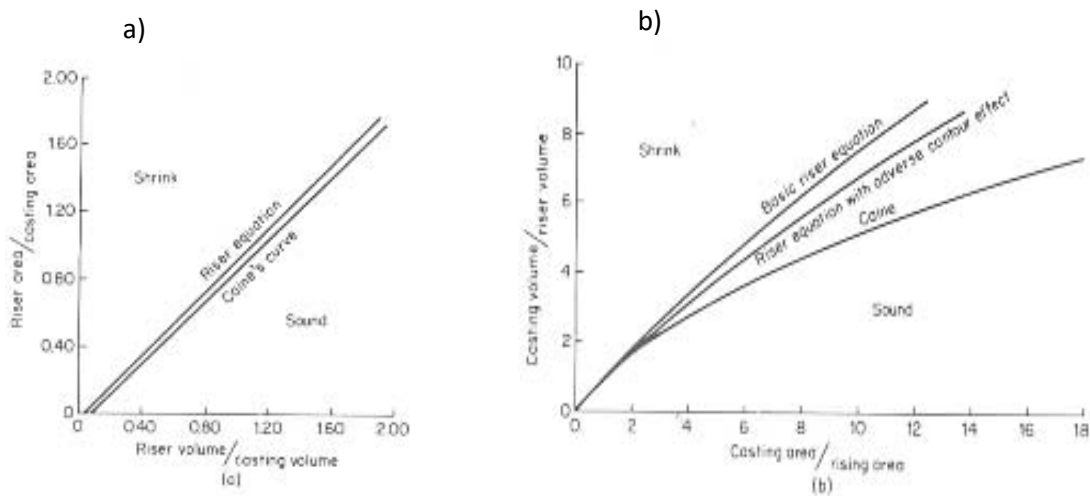 a)
2.00
1.60
1.20
0.80
0.40
0
Riser area/casting area
Shrink
Riser equation
Caine's curve
Sound
0
0.40
0.80
1.20
1.60
2.00
Riser volume/casting volume
(a)
b)
10
8
6
4
2
0
Casting volume/riser volume
Shrink
Basic riser equation
Riser equation with adverse contour effect
Caine
Sound
0
2
4
6
8
10
12
14
16
18
Casting area/rising area
(b)